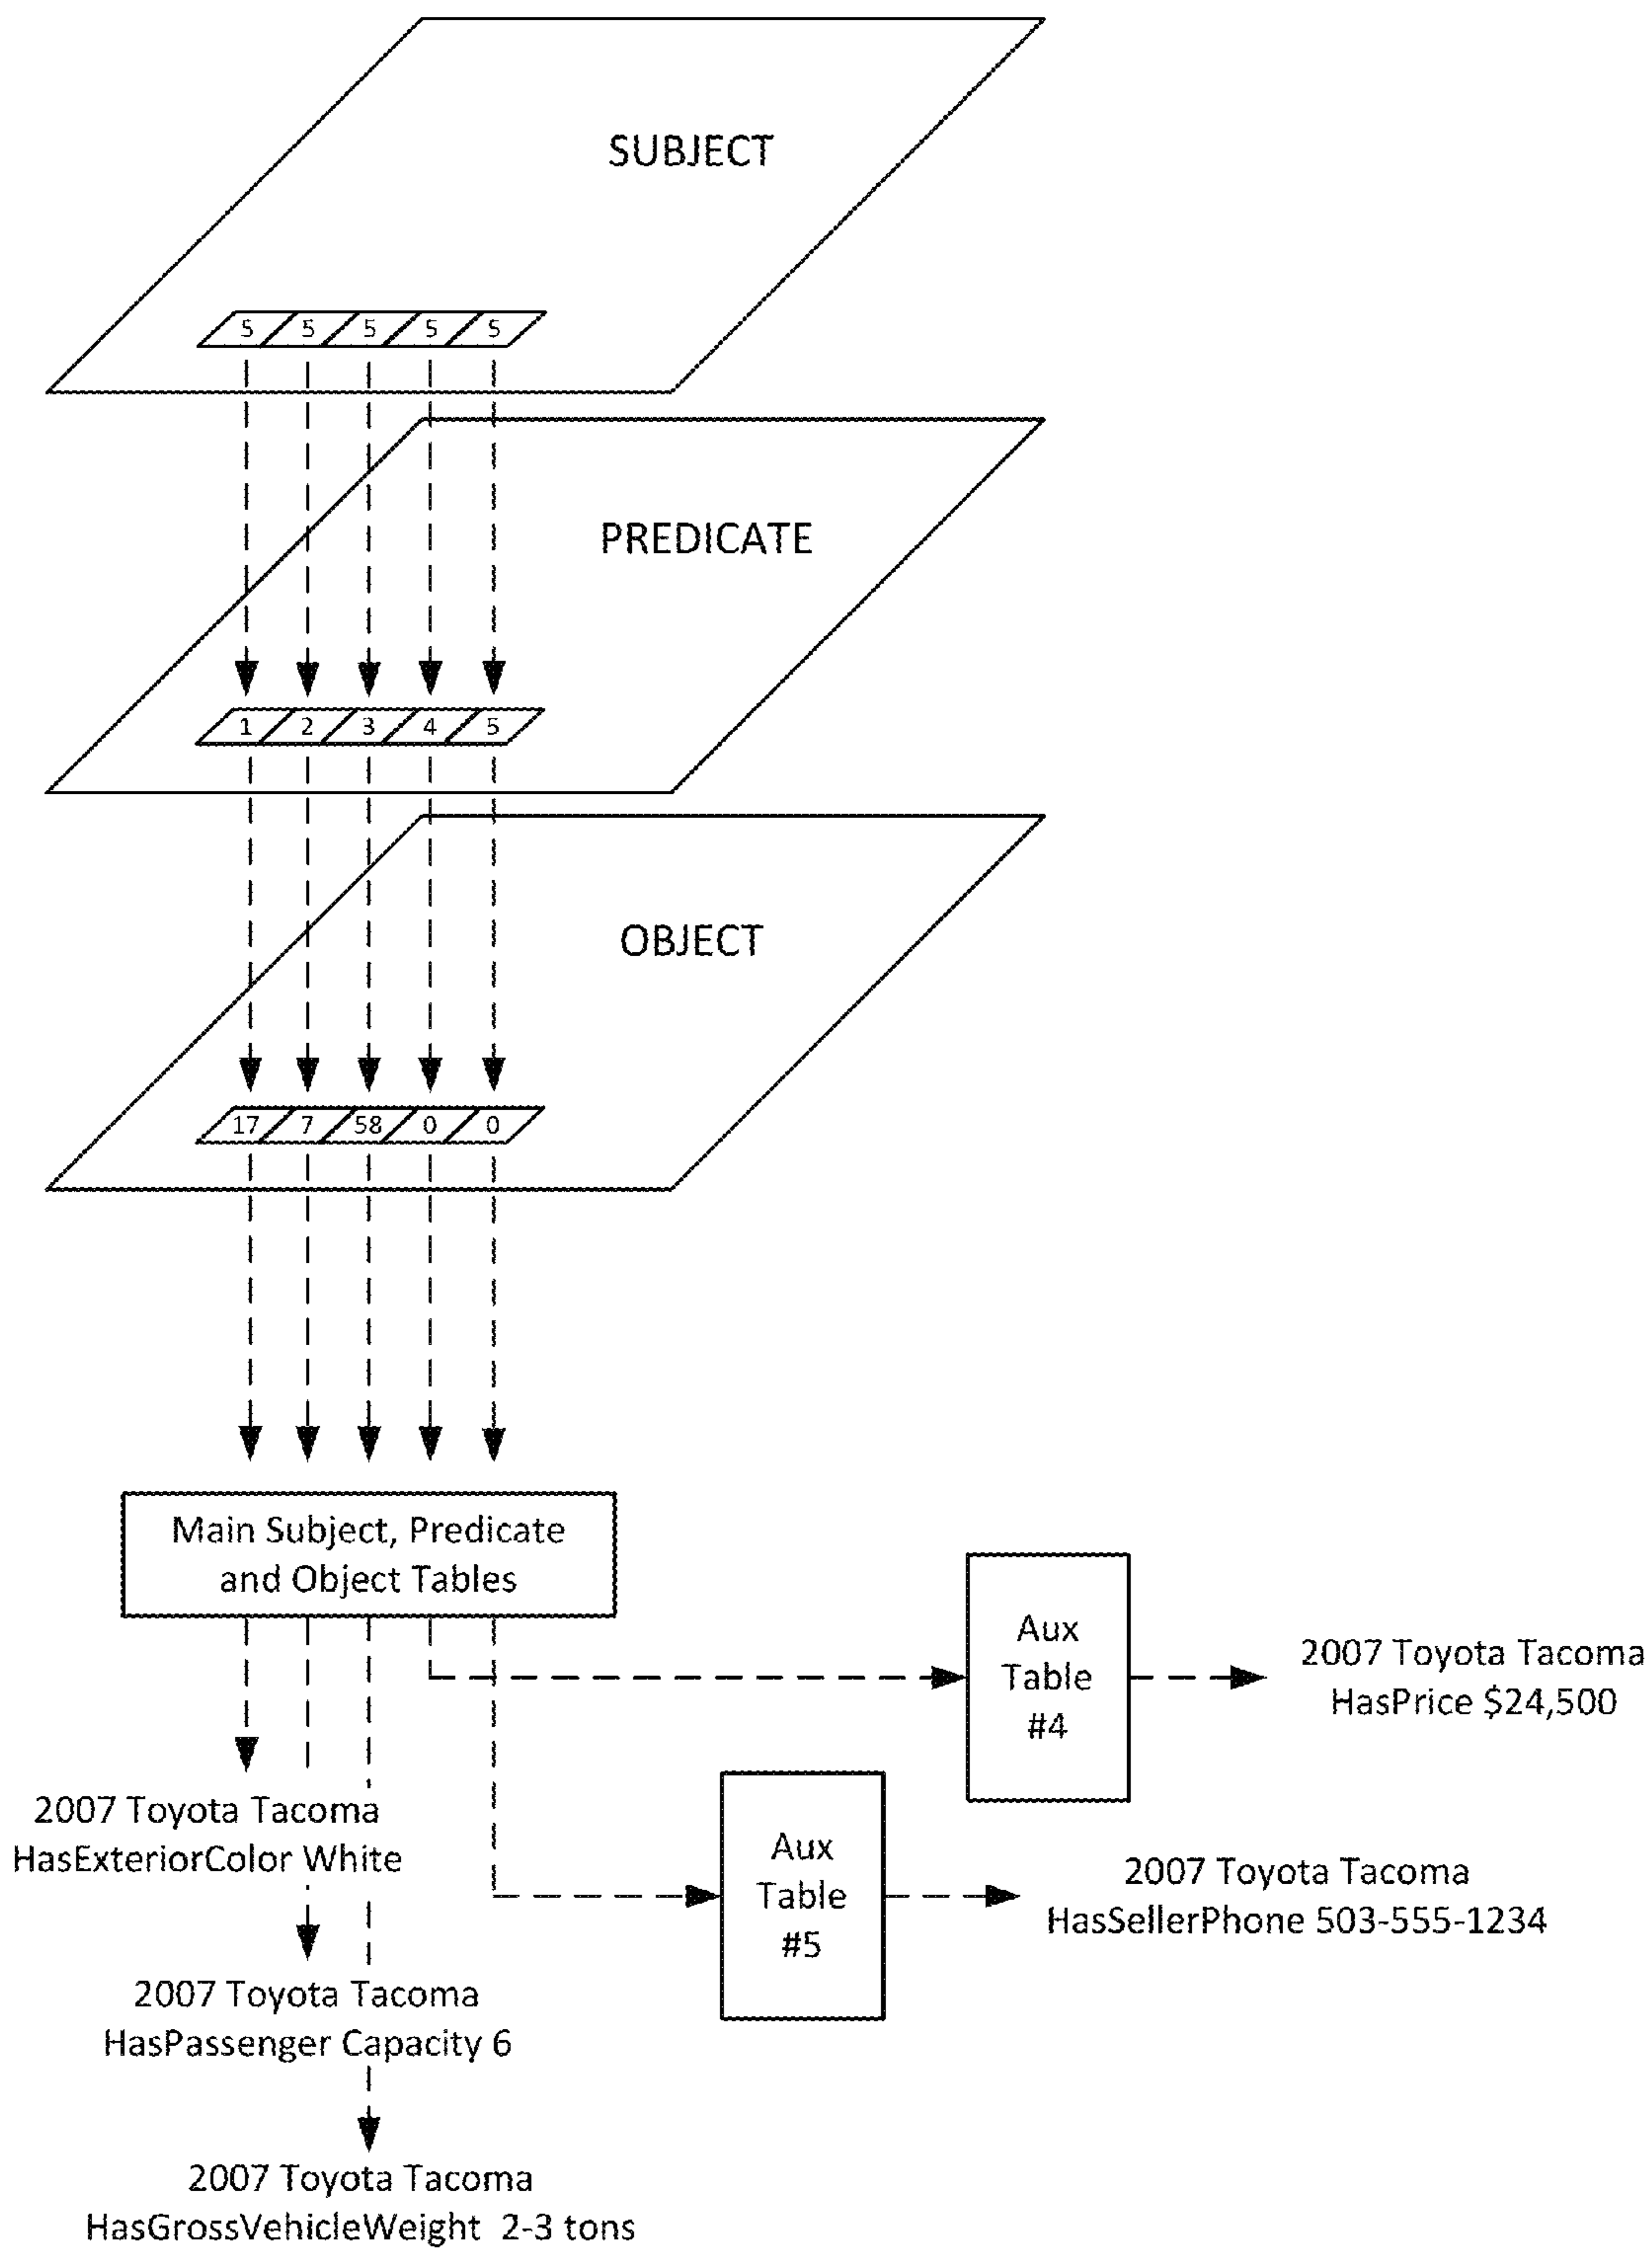 SUBJECT
5 5 5 5 5
PREDICATE
1 2 3 4 5
OBJECT
17 7 58 0 0
Main Subject, Predicate
and Object Tables
Aux
Table
#4
2007 Toyota Tacoma
HasPrice $24,500
2007 Toyota Tacoma
HasExteriorColor White
Aux
Table
#5
2007 Toyota Tacoma
HasSellerPhone 503-555-1234
2007 Toyota Tacoma
HasPassenger Capacity 6
2007 Toyota Tacoma
HasGrossVehicleWeight 2-3 tons